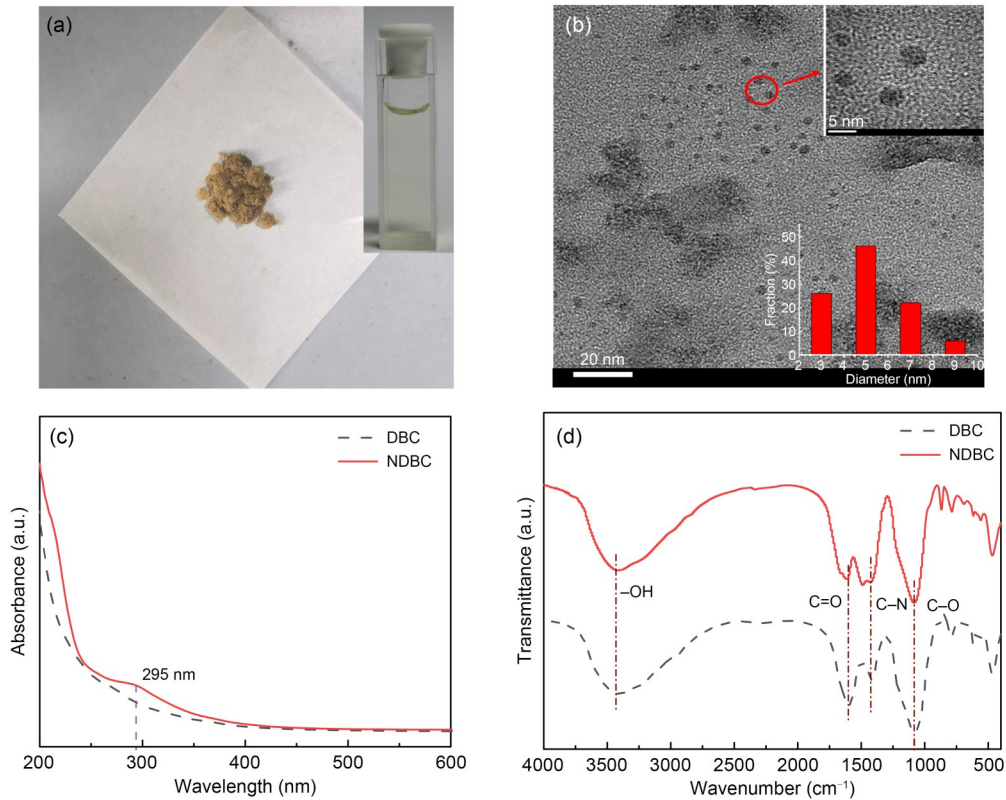 (a)
(b)
5 nm
50
40
30
20
10
0
Fraction (%)
2 3 4 5 6 7 8 9 10
Diameter (nm)
20 nm
(c)
DBC
NDBC
295 nm
Absorbance (a.u.)
200 300 400 500 600
Wavelength (nm)
(d)
DBC
NDBC
–OH
C=O
C–N
C–O
Transmittance (a.u.)
4000 3500 3000 2500 2000 1500 1000 500
Wavenumber (cm⁻¹)